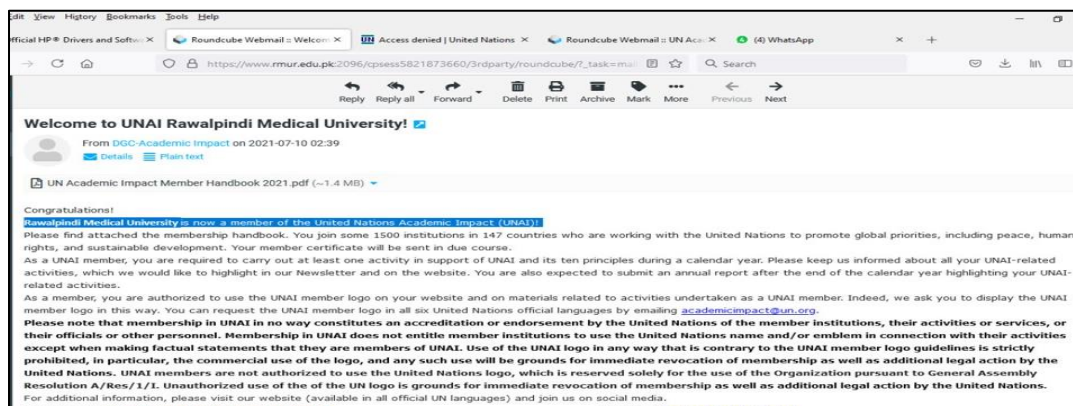 dit View History Bookmarks Tools Help
fficial HP® Drivers and Softw
Roundcube Webmail :: Welcom
Access denied | United Nations
Roundcube Webmail :: UN Aca
(4) WhatsApp
https://www.rmur.edu.pk:2096/cpsess5821873660/3rdparty/roundcube/?_task=mai
Search
Reply Reply all Forward Delete Print Archive Mark More Previous Next
Welcome to UNAI Rawalpindi Medical University!
From DGC-Academic Impact on 2021-07-10 02:39
Details Plain text
UN Academic Impact Member Handbook 2021.pdf (~1.4 MB)
Congratulations!
Rawalpindi Medical University is now a member of the United Nations Academic Impact (UNAI)!
Please find attached the membership handbook. You join some 1500 institutions in 147 countries who are working with the United Nations to promote global priorities, including peace, human
rights, and sustainable development. Your member certificate will be sent in due course.
As a UNAI member, you are required to carry out at least one activity in support of UNAI and its ten principles during a calendar year. Please keep us informed about all your UNAI-related
activities, which we would like to highlight in our Newsletter and on the website. You are also expected to submit an annual report after the end of the calendar year highlighting your UNAI-
related activities.
As a member, you are authorized to use the UNAI member logo on your website and on materials related to activities undertaken as a UNAI member. Indeed, we ask you to display the UNAI
member logo in this way. You can request the UNAI member logo in all six United Nations official languages by emailing academicimpact@un.org.
Please note that membership in UNAI in no way constitutes an accreditation or endorsement by the United Nations of the member institutions, their activities or services, or
their officials or other personnel. Membership in UNAI does not entitle member institutions to use the United Nations name and/or emblem in connection with their activities
except when making factual statements that they are members of UNAI. Use of the UNAI logo in any way that is contrary to the UNAI member logo guidelines is strictly
prohibited, in particular, the commercial use of the logo, and any such use will be grounds for immediate revocation of membership as well as additional legal action by the
United Nations. UNAI members are not authorized to use the United Nations logo, which is reserved solely for the use of the Organization pursuant to General Assembly
Resolution A/Res/1/I. Unauthorized use of the of the UN logo is grounds for immediate revocation of membership as well as additional legal action by the United Nations.
For additional information, please visit our website (available in all official UN languages) and join us on social media.